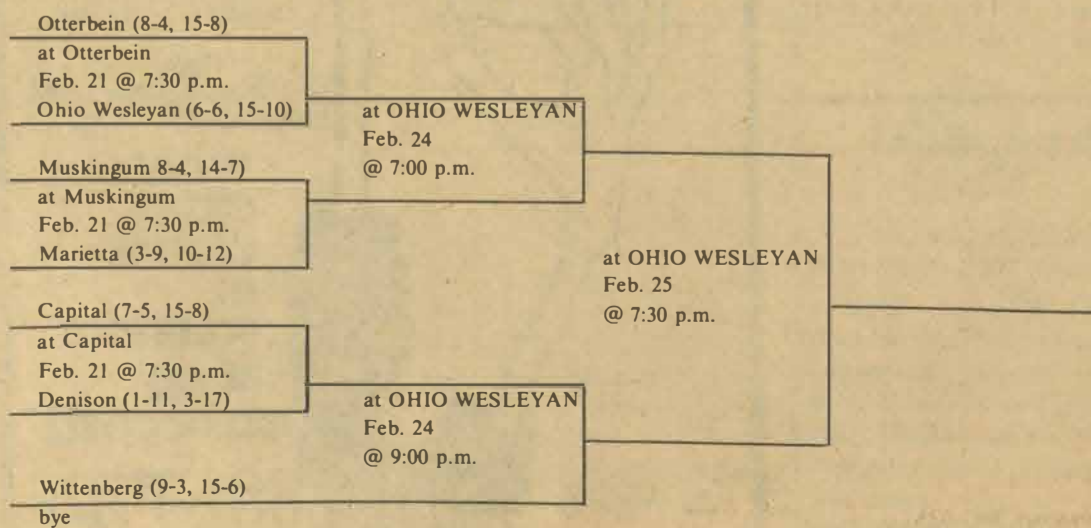 Otterbein (8-4, 15-8)
at Otterbein
Feb. 21 @ 7:30 p.m.
Ohio Wesleyan (6-6, 15-10)
at OHIO WESLEYAN
Feb. 24
@ 7:00 p.m.
Muskingum 8-4, 14-7)
at Muskingum
Feb. 21 @ 7:30 p.m.
Marietta (3-9, 10-12)
at OHIO WESLEYAN
Feb. 25
@ 7:30 p.m.
Capital (7-5, 15-8)
at Capital
Feb. 21 @ 7:30 p.m.
Denison (1-11, 3-17)
at OHIO WESLEYAN
Feb. 24
@ 9:00 p.m.
Wittenberg (9-3, 15-6)
bye